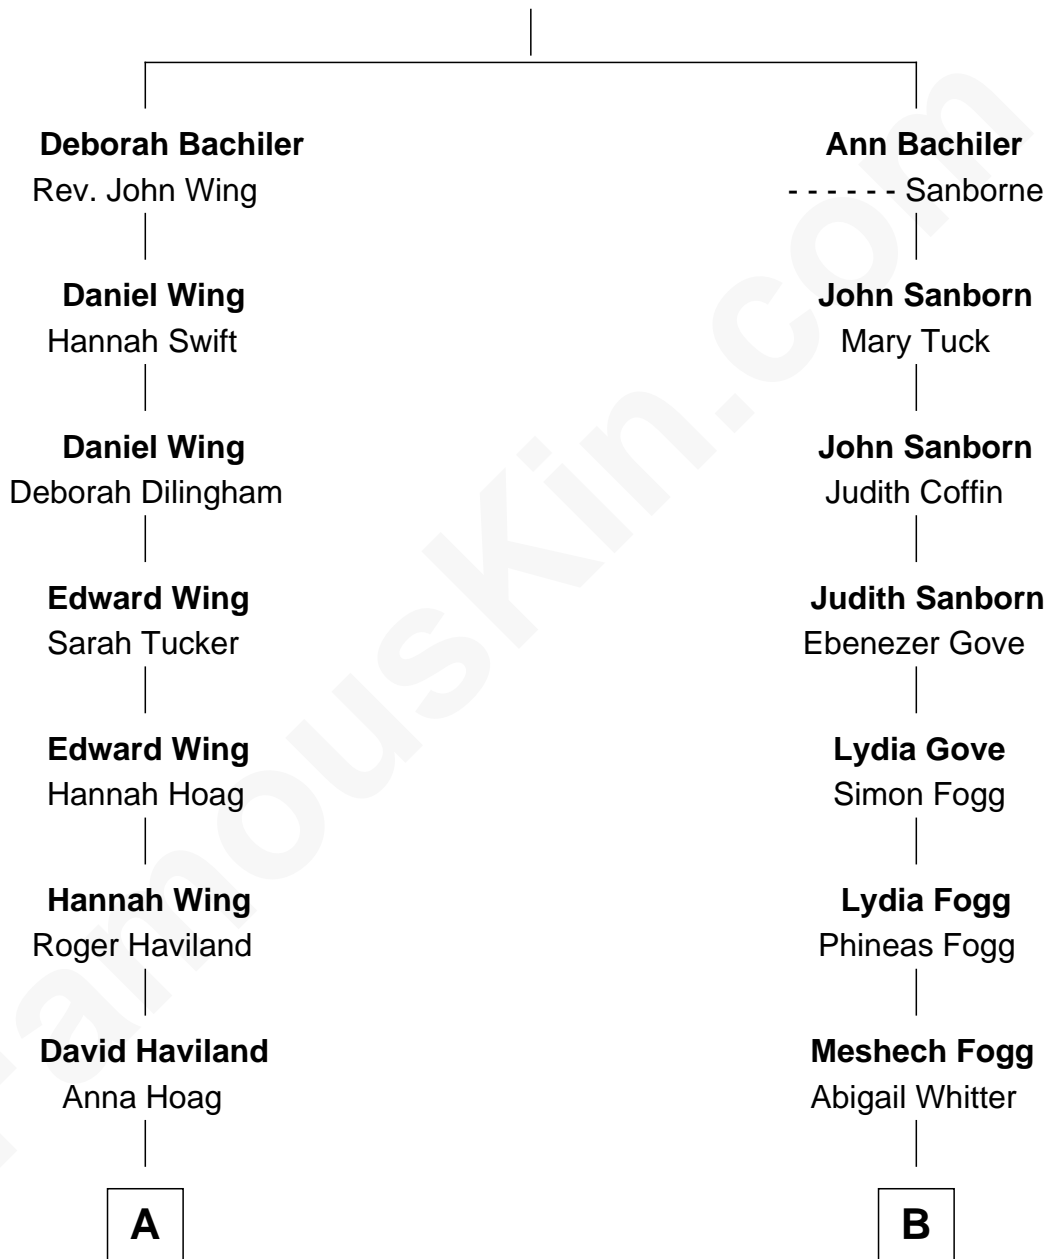 Deborah Bachiler
Rev. John Wing
Daniel Wing
Hannah Swift
Daniel Wing
Deborah Dilingham
Edward Wing
Sarah Tucker
Edward Wing
Hannah Hoag
Hannah Wing
Roger Haviland
David Haviland
Anna Hoag
A
Ann Bachiler
- - - - - - Sanborne
John Sanborn
Mary Tuck
John Sanborn
Judith Coffin
Judith Sanborn
Ebenezer Gove
Lydia Gove
Simon Fogg
Lydia Fogg
Phineas Fogg
Meshech Fogg
Abigail Whitter
B
FamousKin.com